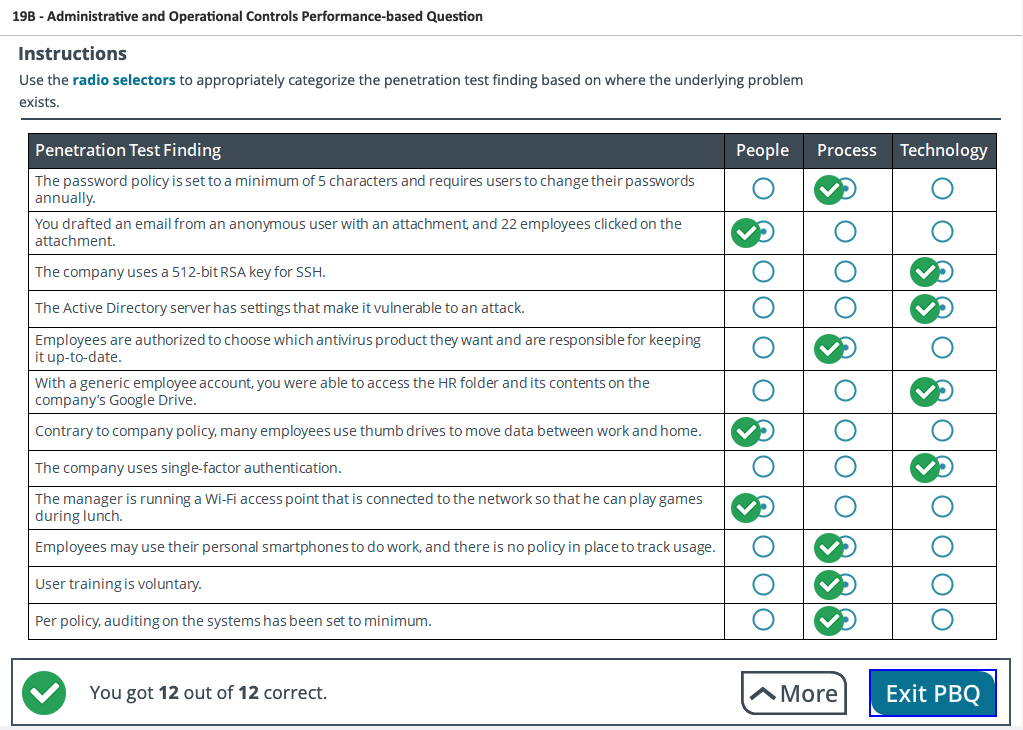 19B - Administrative and Operational Controls Performance-based Question
Instructions
Use the radio selectors to appropriately categorize the penetration test finding based on where the underlying problem
exists.
Penetration Test Finding People Process Technology
The password policy is set to a minimum of 5 characters and requires users to change their passwords
annually.
You drafted an email from an anonymous user with an attachment, and 22 employees clicked on the
attachment.
The company uses a 512-bit RSA key for SSH.
The Active Directory server has settings that make it vulnerable to an attack.
Employees are authorized to choose which antivirus product they want and are responsible for keeping
it up-to-date.
With a generic employee account, you were able to access the HR folder and its contents on the
company's Google Drive.
Contrary to company policy, many employees use thumb drives to move data between work and home.
The company uses single-factor authentication.
The manager is running a Wi-Fi access point that is connected to the network so that he can play games
during lunch.
Employees may use their personal smartphones to do work, and there is no policy in place to track usage.
User training is voluntary.
Per policy, auditing on the systems has been set to minimum.
You got 12 out of 12 correct.
More
Exit PBQ